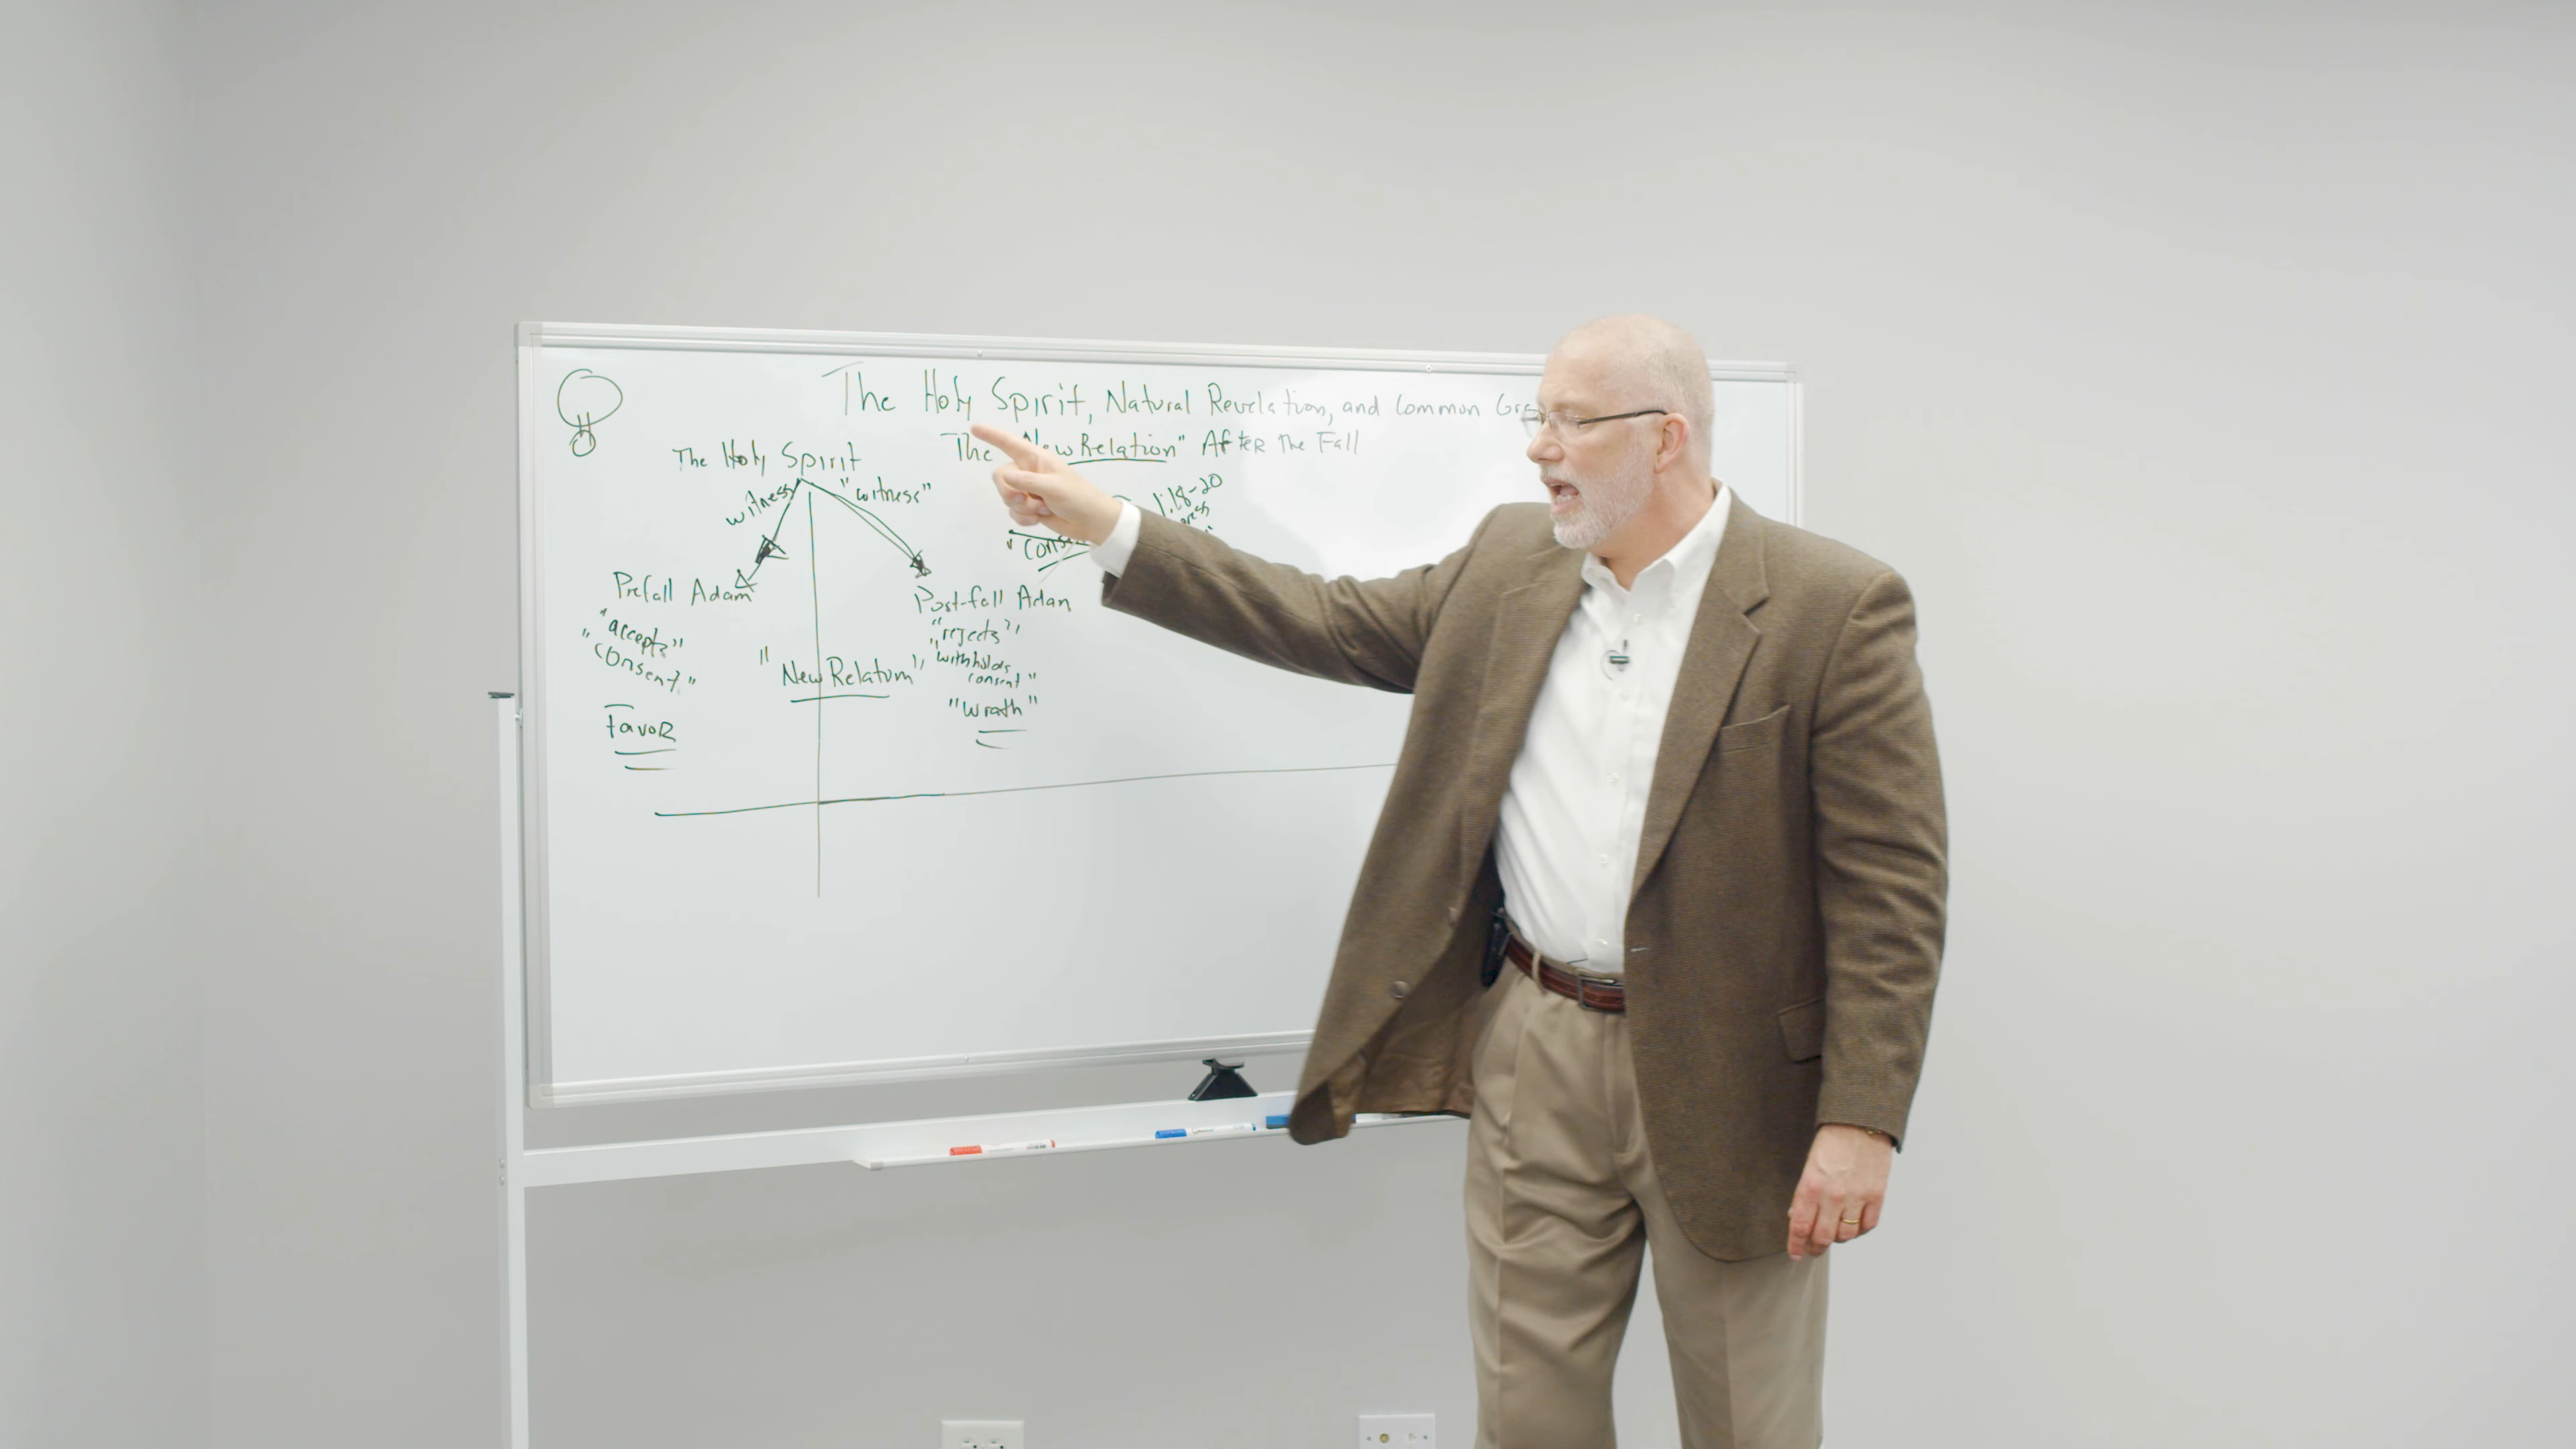 The Holy Spirit, Natural Revelation, and Common
The "New Relation" After The Fall
The Holy Spirit
witness
"witness"
1:18-20
Prefall Adam
"accepts"
"consent"
Favor
"New Relation"
Post-fall Adam
"rejects"
"withholds
consent"
"Wrath"